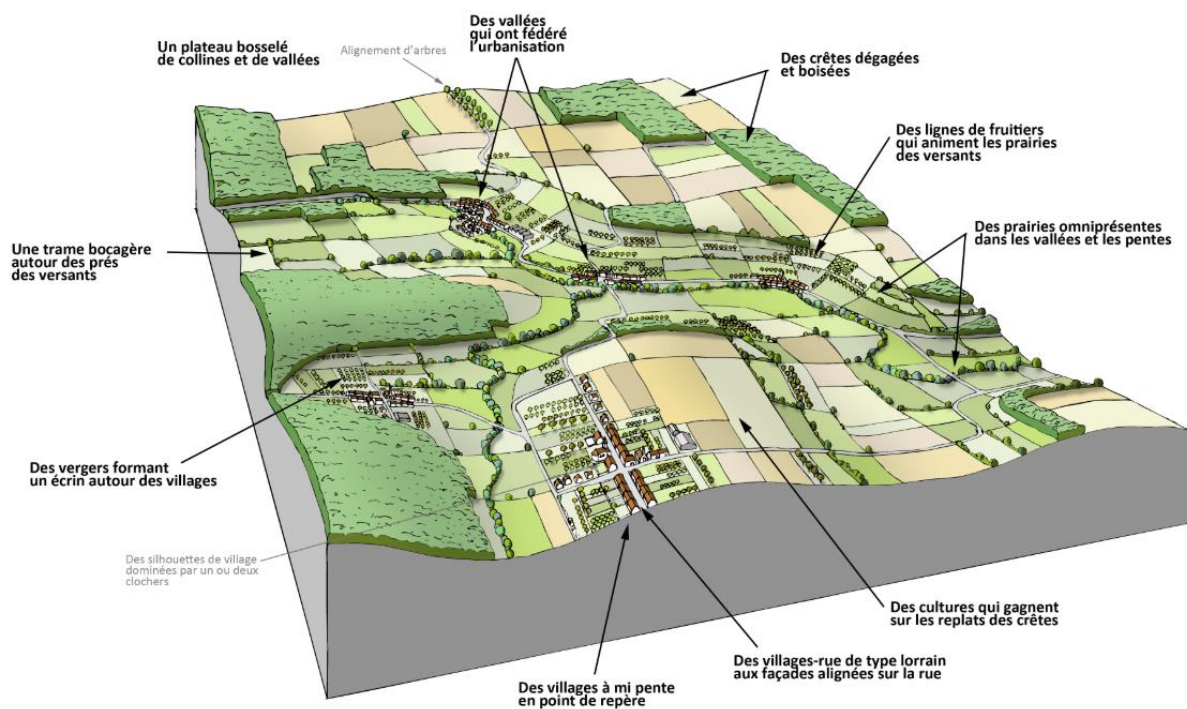 Des vallées
qui ont fédéré
l'urbanisation
Un plateau bosselé
de collines et de vallées
Alignement d'arbres
Des crêtes dégagées
et boisées
Des lignes de fruitiers
qui animent les prairies
des versants
Des prairies omniprésentes
dans les vallées et les pentes
Une trame bocagère
autour des prés
des versants
Des vergers formant
un écrin autour des villages
Des silhouettes de village
dominées par un ou deux
clochers
Des cultures qui gagnent
sur les replats des crêtes
Des villages-rue de type lorrain
aux façades alignées sur la rue
Des villages à mi pente
en point de repère